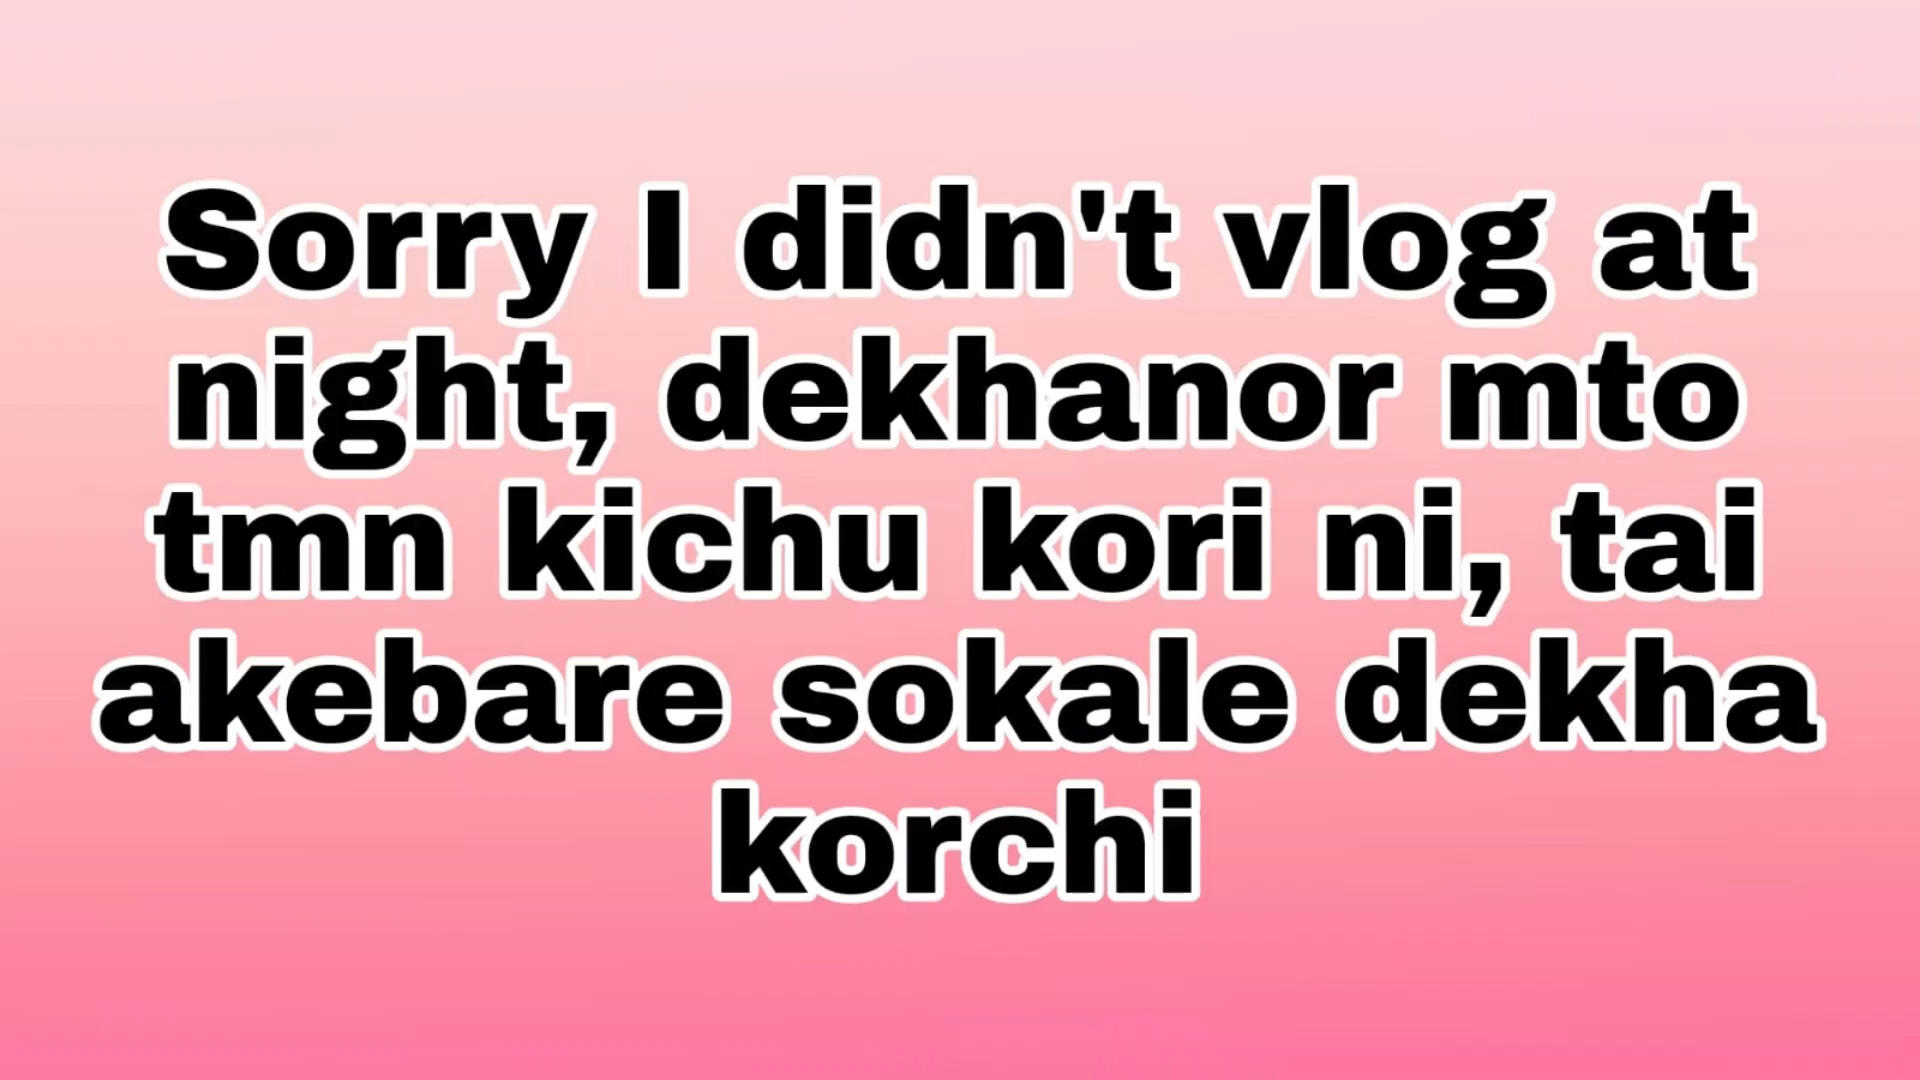 Sorry I didn't vlog at
night, dekhanor mto
tmn kichu kori ni, tai
akebare sokale dekha
korchi